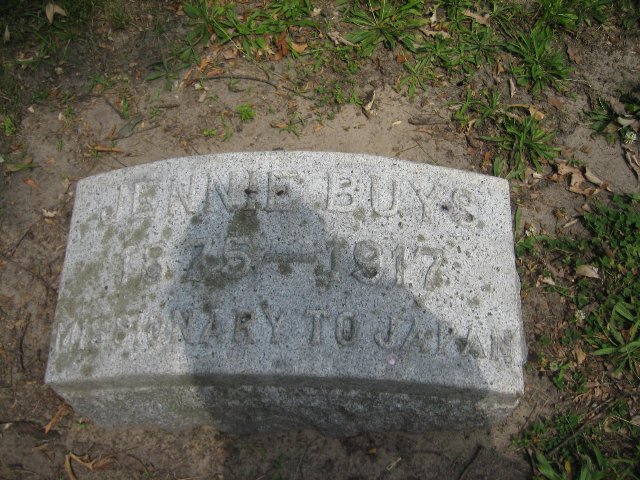 JENNIE BUYS
1875—1917
MISSIONARY TO JAPAN